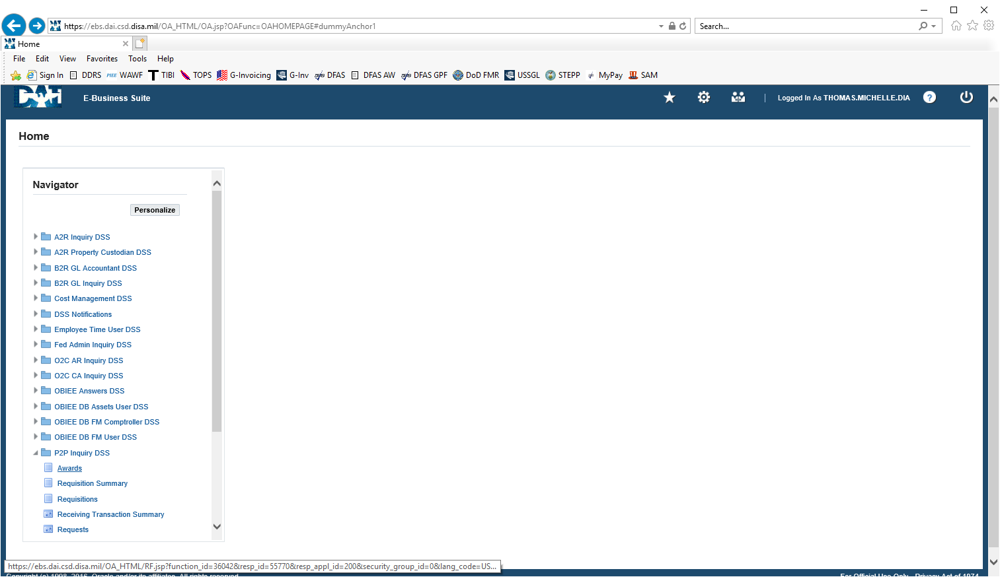 https://ebs.dai.csd.disa.mil/OA_HTML/OA.jsp?OAFunc=OAHOMEPAGE#dummyAnchor1
Search...
Home
File Edit View Favorites Tools Help
Sign In DDRS PIEE WAWF TIBI TOPS G-Invoicing G-Inv DFAS DFAS AW DFAS GPF DoD FMR USSGL STEPP MyPay SAM
DAI E-Business Suite Logged In As THOMAS.MICHELLE.DIA ?
Home
Navigator
Personalize
A2R Inquiry DSS
A2R Property Custodian DSS
B2R GL Accountant DSS
B2R GL Inquiry DSS
Cost Management DSS
DSS Notifications
Employee Time User DSS
Fed Admin Inquiry DSS
O2C AR Inquiry DSS
O2C CA Inquiry DSS
OBIEE Answers DSS
OBIEE DB Assets User DSS
OBIEE DB FM Comptroller DSS
OBIEE DB FM User DSS
P2P Inquiry DSS
Awards
Requisition Summary
Requisitions
Receiving Transaction Summary
Requests
https://ebs.dai.csd.disa.mil/OA_HTML/RF.jsp?function_id=36042&resp_id=55770&resp_appl_id=200&security_group_id=0&lang_code=US...
Copyright (c) 1998, 2016, Oracle and/or its affiliates. All rights reserved.
For Official Use Only - Privacy Act of 1974